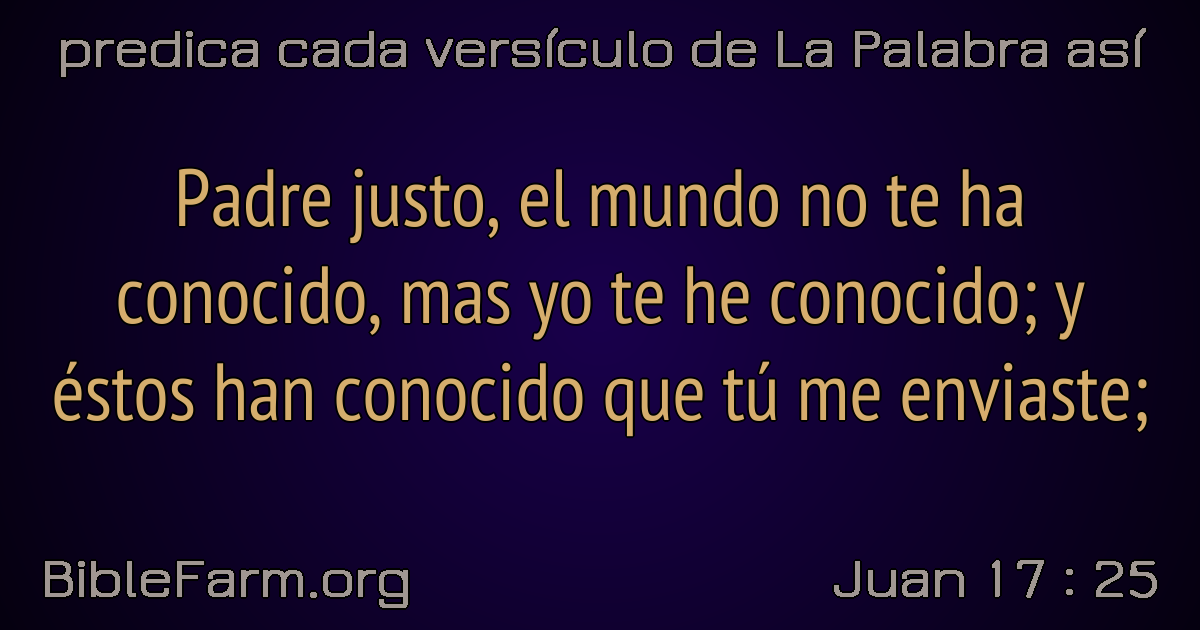 predica cada versículo de La Palabra así
Padre justo, el mundo no te ha
conocido, mas yo te he conocido; y
éstos han conocido que tú me enviaste;
BibleFarm.org
Juan 17 : 25